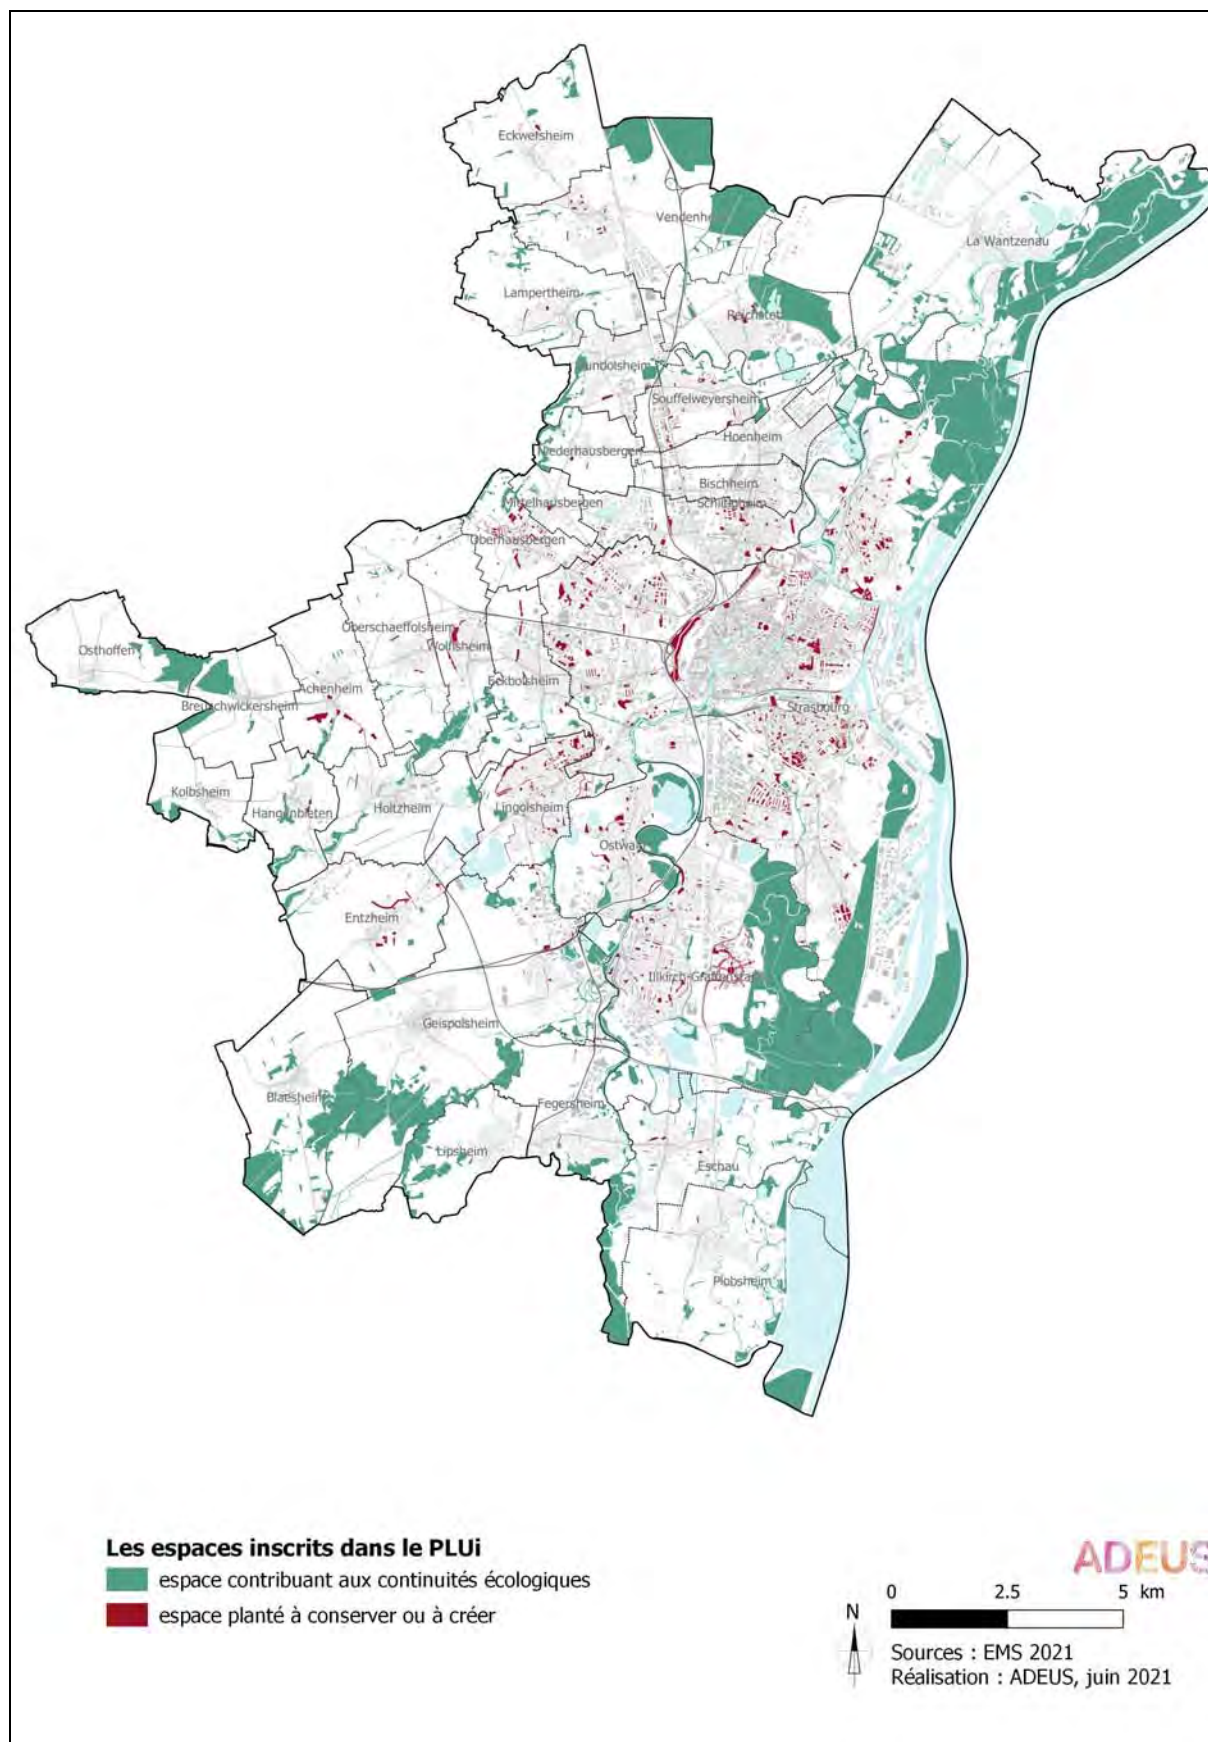 Eckwersheim
Vendenheim
La Wantzenau
Lampertheim
Reichstett
Mundolsheim
Souffelweyersheim
Hoenheim
Niederhausbergen
Bischheim
Schiltigheim
Mittelhausbergen
Oberhausbergen
Oberschaeffolsheim
Wolfisheim
Osthoffen
Achenheim
Eckbolsheim
Breuschwickersheim
Strasbourg
Kolbsheim
Hangenbieten
Holtzheim
Lingolsheim
Ostwald
Entzheim
Illkirch-Graffenstaden
Geispolsheim
Blaesheim
Fegersheim
Lipsheim
Eschau
Plobsheim
Les espaces inscrits dans le PLUi
espace contribuant aux continuités écologiques
espace planté à conserver ou à créer
ADEUS
0 2.5 5 km
N
Sources : EMS 2021
Réalisation : ADEUS, juin 2021